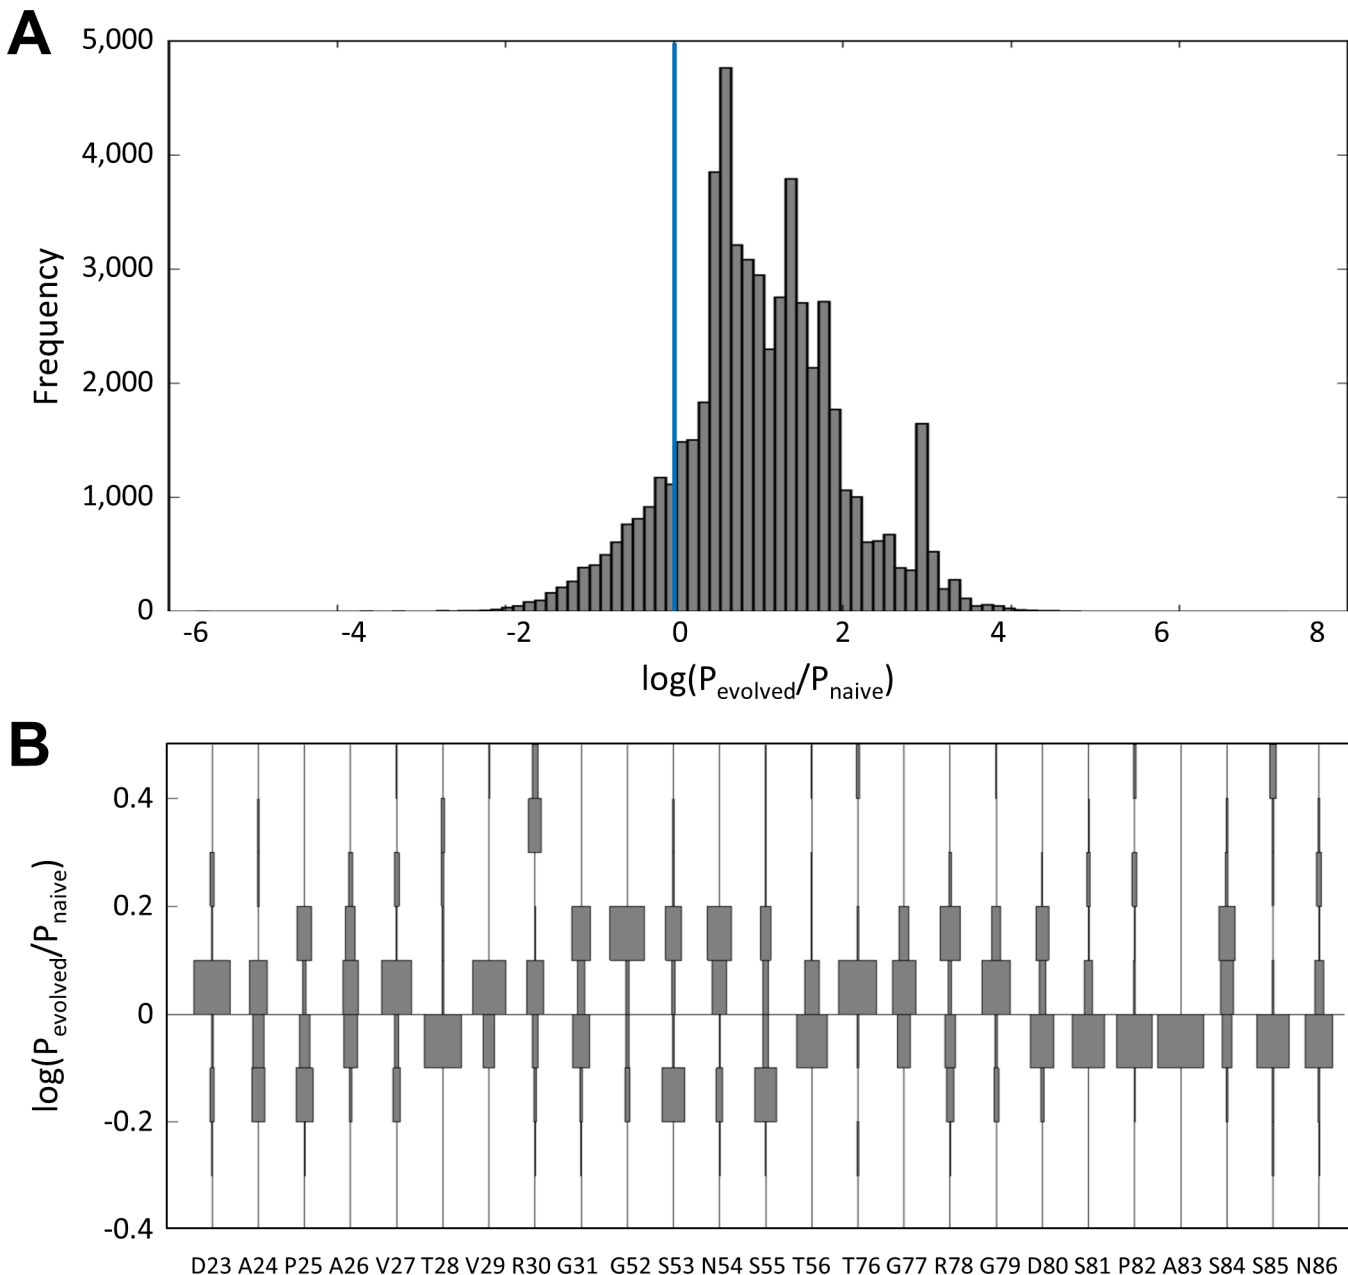 A
5,000
4,000
3,000
2,000
1,000
0
Frequency
-6 -4 -2 0 2 4 6 8
log(Pevolved/Pnaive)
B
0.4
0.2
0
-0.2
-0.4
log(Pevolved/Pnaive)
D23 A24 P25 A26 V27 T28 V29 R30 G31 G52 S53 N54 S55 T56 T76 G77 R78 G79 D80 S81 P82 A83 S84 S85 N86